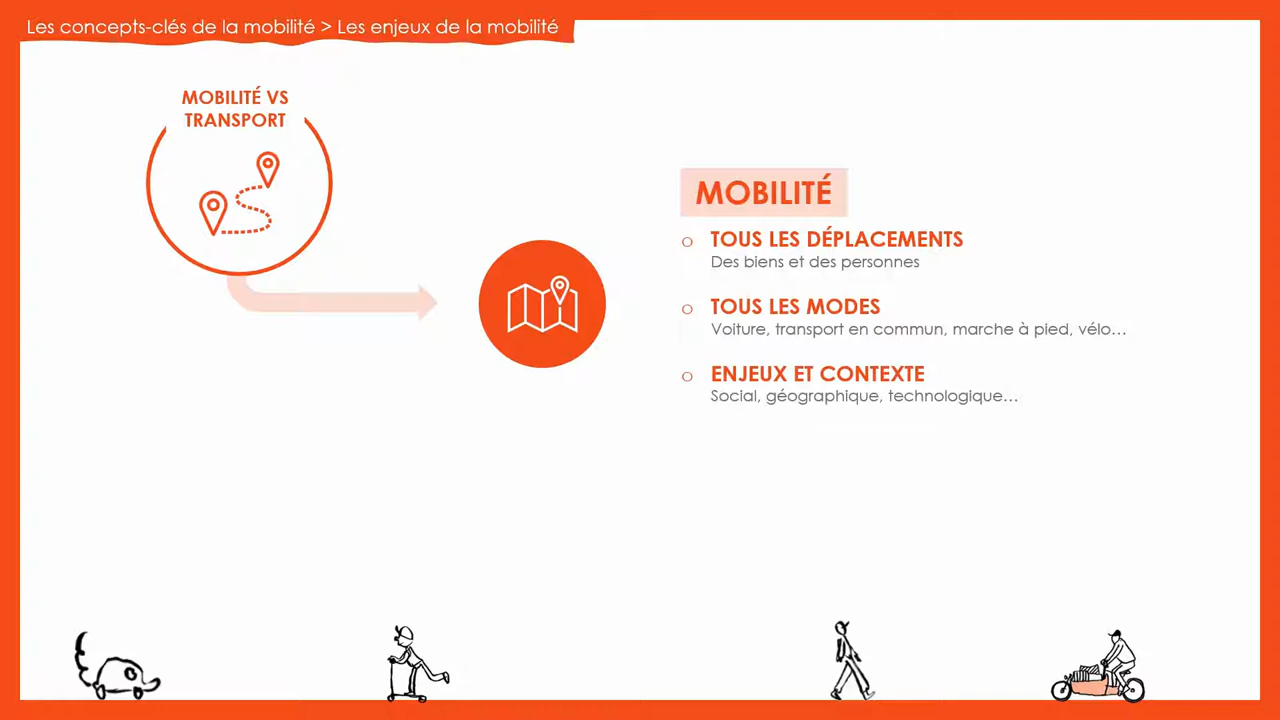 Les concepts-clés de la mobilité > Les enjeux de la mobilité
MOBILITÉ VS
TRANSPORT
MOBILITÉ
o TOUS LES DÉPLACEMENTS
Des biens et des personnes
o TOUS LES MODES
Voiture, transport en commun, marche à pied, vélo…
o ENJEUX ET CONTEXTE
Social, géographique, technologique…